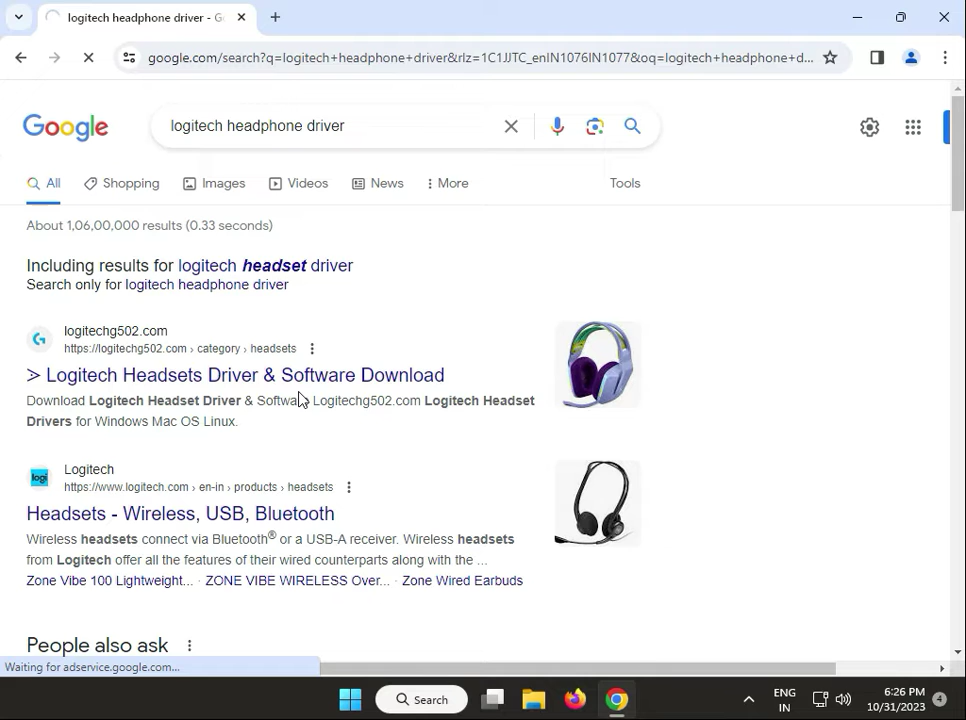 logitech headphone driver - G
google.com/search?q=logitech+headphone+driver&rlz=1C1JJTC_enIN1076IN1077&oq=logitech+headphone+d...
Google
logitech headphone driver
All
Shopping
Images
Videos
News
More
Tools
About 1,06,00,000 results (0.33 seconds)
Including results for logitech headset driver
Search only for logitech headphone driver
logitechg502.com
https://logitechg502.com › category › headsets
> Logitech Headsets Driver & Software Download
Download Logitech Headset Driver & Softwa Logitechg502.com Logitech Headset
Drivers for Windows Mac OS Linux.
logi
Logitech
https://www.logitech.com › en-in › products › headsets
Headsets - Wireless, USB, Bluetooth
Wireless headsets connect via Bluetooth® or a USB-A receiver. Wireless headsets
from Logitech offer all the features of their wired counterparts along with the ...
Zone Vibe 100 Lightweight... · ZONE VIBE WIRELESS Over... · Zone Wired Earbuds
People also ask
Waiting for adservice.google.com...
Search
ENG
IN
6:26 PM
10/31/2023
4